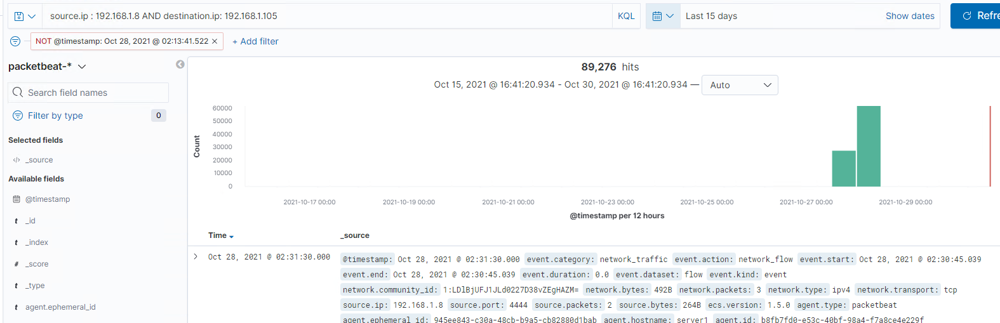 source.ip : 192.168.1.8 AND destination.ip: 192.168.1.105 KQL Last 15 days Show dates
NOT @timestamp: Oct 28, 2021 @ 02:13:41.522 × + Add filter
packetbeat-*
89,276 hits
Oct 15, 2021 @ 16:41:20.934 - Oct 30, 2021 @ 16:41:20.934 — Auto
Search field names
Filter by type 0
Selected fields
</> _source
Available fields
@timestamp
t _id
t _index
# _score
t _type
agent.ephemeral_id
Count
60000
50000
40000
30000
20000
10000
0
2021-10-17 00:00 2021-10-19 00:00 2021-10-21 00:00 2021-10-23 00:00 2021-10-25 00:00 2021-10-27 00:00 2021-10-29 00:00
@timestamp per 12 hours
Time _source
Oct 28, 2021 @ 02:31:30.000 @timestamp: Oct 28, 2021 @ 02:31:30.000 event.category: network_traffic event.action: network_flow event.start: Oct 28, 2021 @ 02:30:45.039
event.end: Oct 28, 2021 @ 02:30:45.039 event.duration: 0.0 event.dataset: flow event.kind: event
network.community_id: 1:LDlBjUFJ1JLd0227D38vZEgHAZM= network.bytes: 492B network.packets: 3 network.type: ipv4 network.transport: tcp
source.ip: 192.168.1.8 source.port: 4444 source.packets: 2 source.bytes: 264B ecs.version: 1.5.0 agent.type: packetbeat
agent.ephemeral_id: 945ee843-c30a-48cb-b9a5-cb82880d1bab agent.hostname: server1 agent.id: b8fb7fd0-e53c-40bf-98a4-f7a8ce4e229f